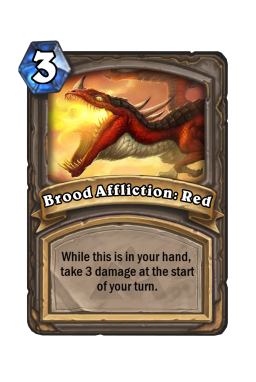 3
Brood Affliction: Red
While this is in your hand,
take 3 damage at the start
of your turn.